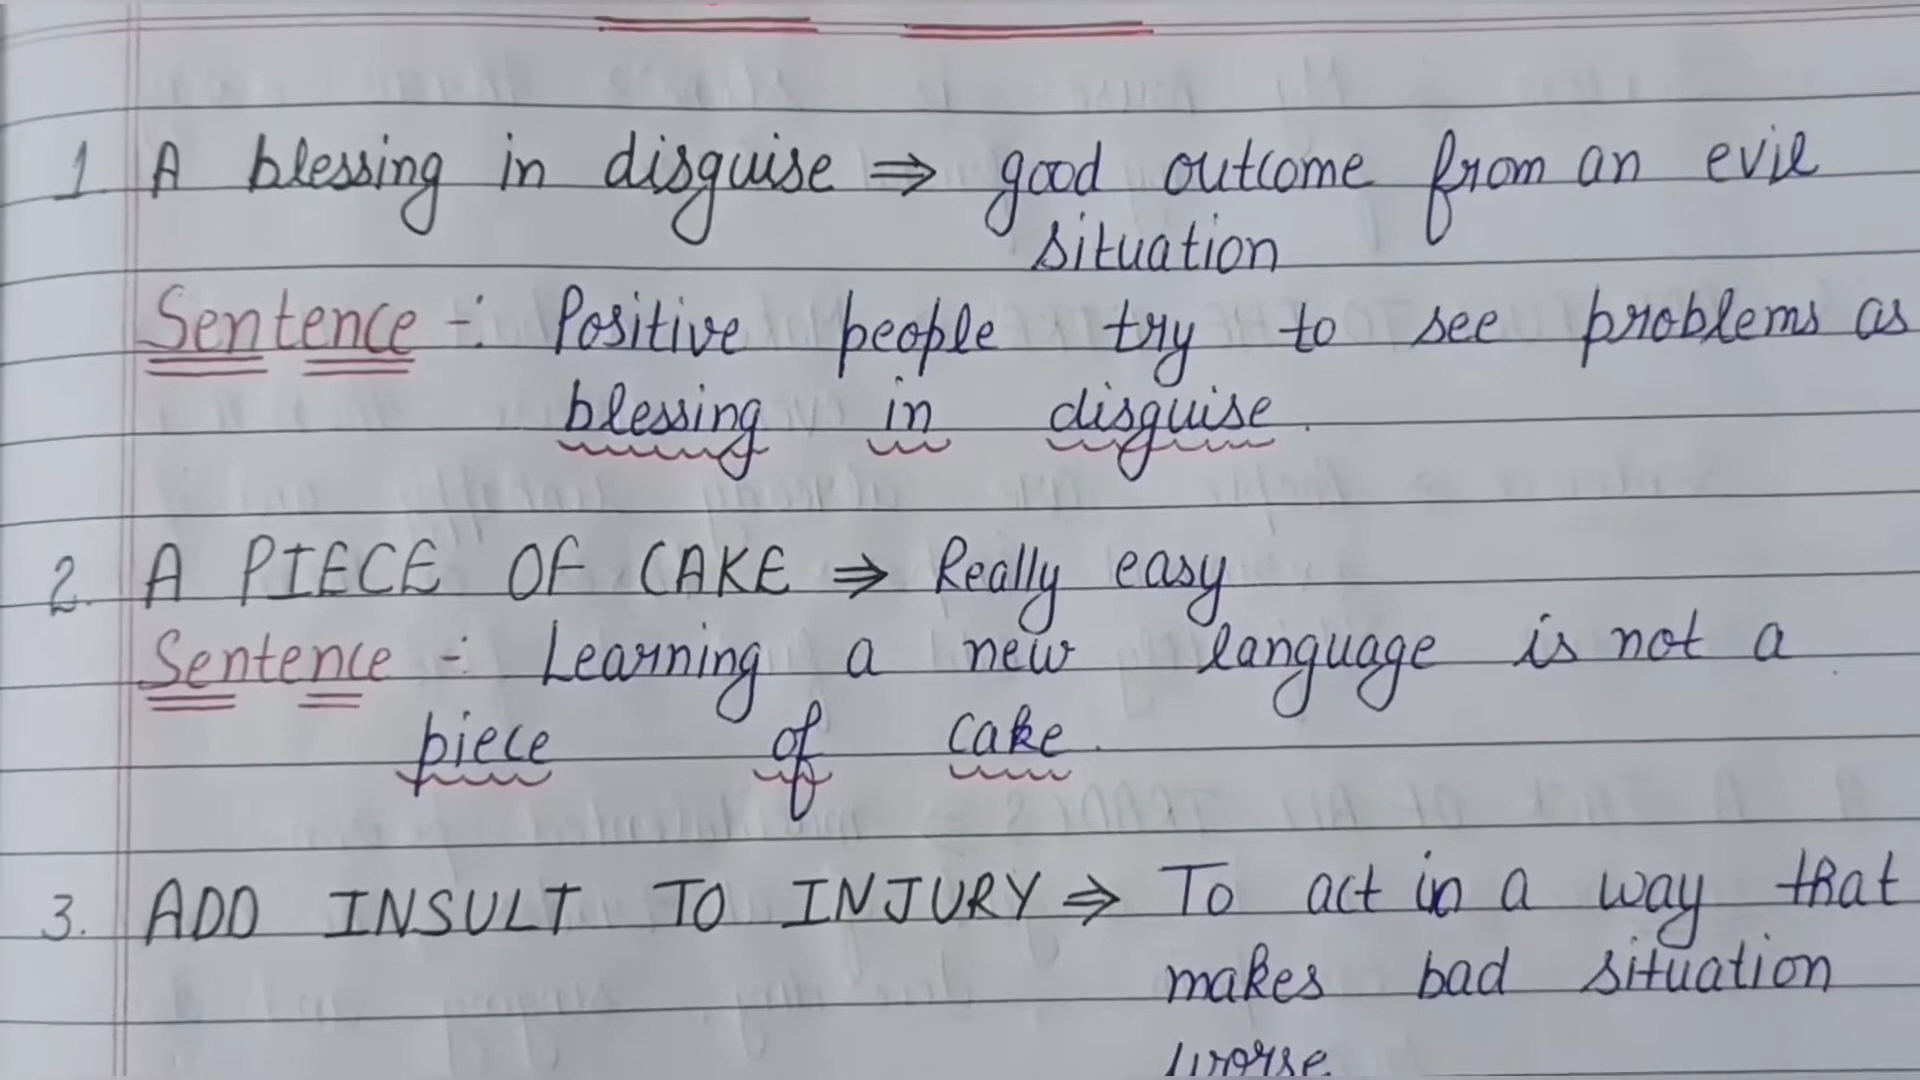 1. A blessing in disguise ⇒ good outcome from an evil
situation
Sentence -: Positive people try to see problems as
blessing in disguise.
2. A PIECE OF CAKE ⇒ Really easy
Sentence -: Learning a new language is not a
piece of cake.
3. ADD INSULT TO INJURY ⇒ To act in a way that
makes bad situation
worse.